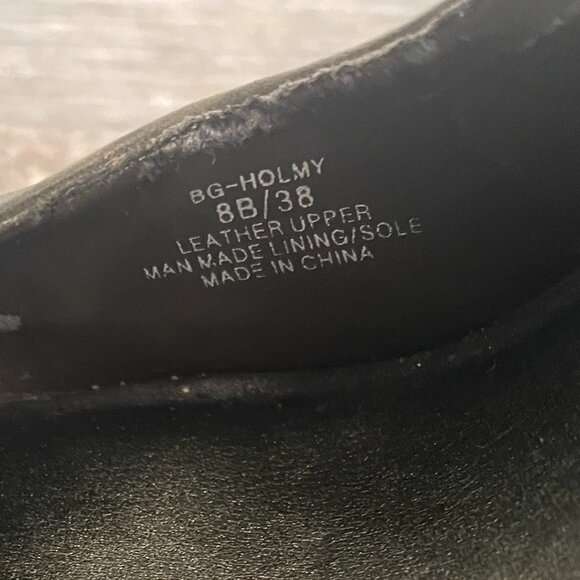 BG-HOLMY
8B/38
LEATHER UPPER
MAN MADE LINING/SOLE
MADE IN CHINA